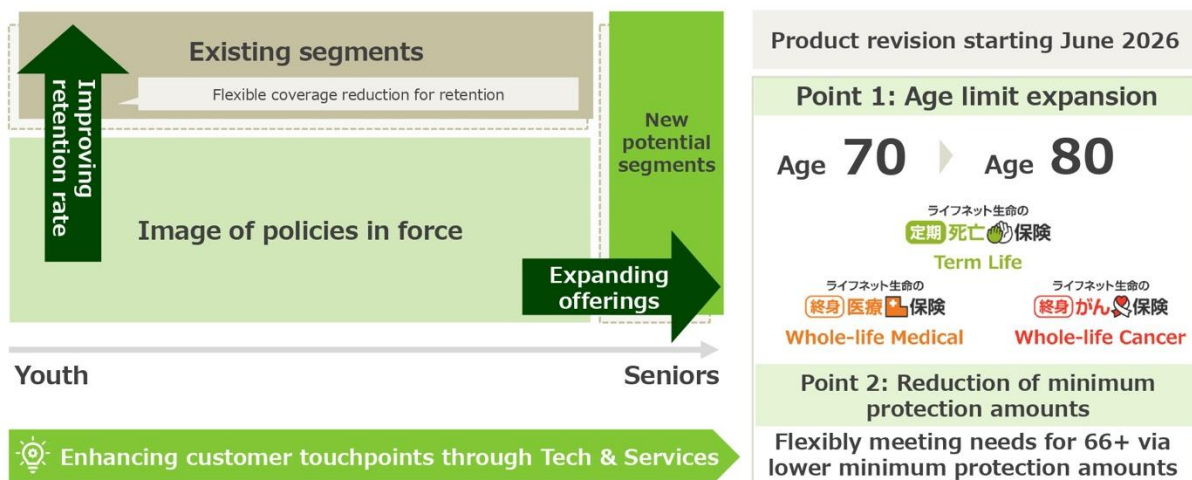 Existing segments
Flexible coverage reduction for retention
Improving
retention rate
Image of policies in force
New
potential
segments
Expanding
offerings
Youth
Seniors
Enhancing customer touchpoints through Tech & Services
Product revision starting June 2026
Point 1: Age limit expansion
Age 70
Age 80
ライフネット生命の
定期 死亡 保険
Term Life
ライフネット生命の
終身 医療 保険
Whole-life Medical
ライフネット生命の
終身 がん 保険
Whole-life Cancer
Point 2: Reduction of minimum
protection amounts
Flexibly meeting needs for 66+ via
lower minimum protection amounts